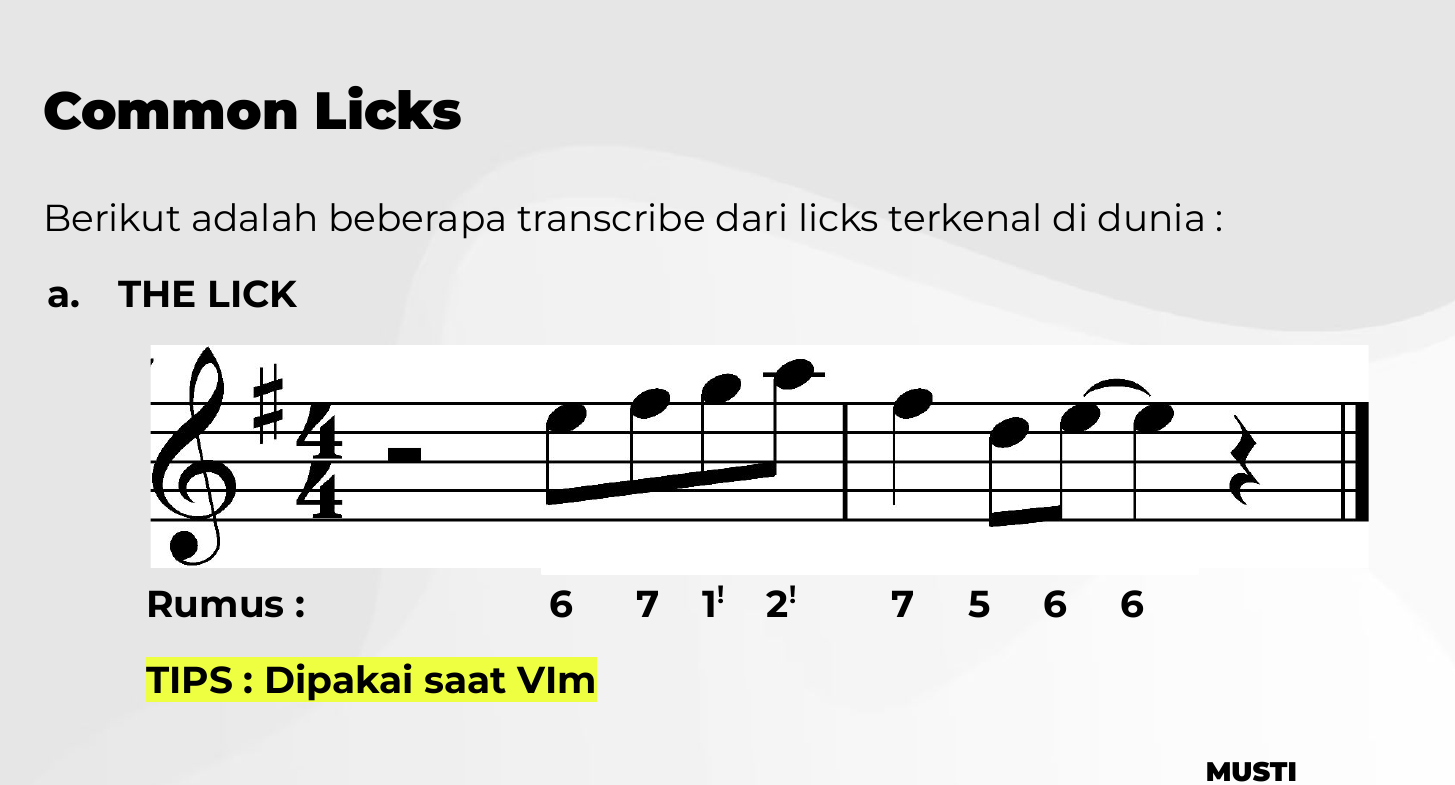 Common Licks
Berikut adalah beberapa transcribe dari licks terkenal di dunia :
a. THE LICK
4
4
Rumus : 6 7 1! 2! 7 5 6 6
TIPS : Dipakai saat VIm
MUSTI